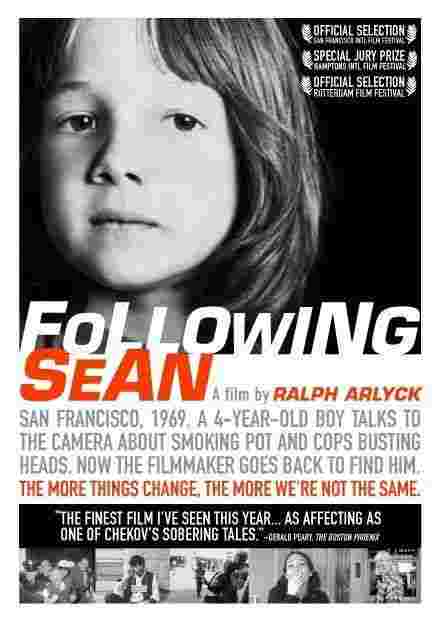 OFFICIAL SELECTION
SAN FRANCISCO INTL FILM FESTIVAL
SPECIAL JURY PRIZE
HAMPTONS INTL FILM FESTIVAL
OFFICIAL SELECTION
ROTTERDAM FILM FESTIVAL
FOLLOWING
SEAN
A film by RALPH ARLYCK
SAN FRANCISCO, 1969. A 4-YEAR-OLD BOY TALKS TO
THE CAMERA ABOUT SMOKING POT AND COPS BUSTING
HEADS. NOW THE FILMMAKER GOES BACK TO FIND HIM.
THE MORE THINGS CHANGE, THE MORE WE'RE NOT THE SAME.
"THE FINEST FILM I'VE SEEN THIS YEAR... AS AFFECTING AS
ONE OF CHEKOV'S SOBERING TALES." –GERALD PEARY, THE BOSTON PHOENIX